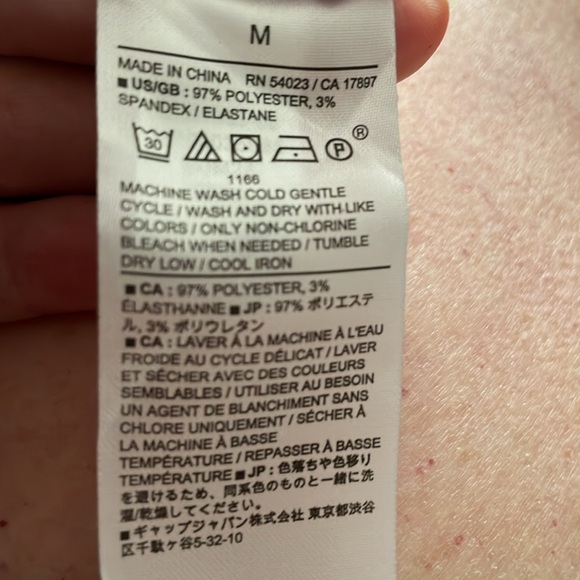 M
MADE IN CHINA RN 54023 / CA 17897
■ US/GB : 97% POLYESTER, 3%
SPANDEX / ELASTANE
30 P ®
1166
MACHINE WASH COLD GENTLE
CYCLE / WASH AND DRY WITH LIKE
COLORS / ONLY NON-CHLORINE
BLEACH WHEN NEEDED / TUMBLE
DRY LOW / COOL IRON
■ CA : 97% POLYESTER, 3%
ÉLASTHANNE ■ JP : 97% ポリエステ
ル, 3% ポリウレタン
■ CA : LAVER À LA MACHINE À L'EAU
FROIDE AU CYCLE DÉLICAT / LAVER
ET SÉCHER AVEC DES COULEURS
SEMBLABLES / UTILISER AU BESOIN
UN AGENT DE BLANCHIMENT SANS
CHLORE UNIQUEMENT / SÉCHER À
LA MACHINE À BASSE
TEMPÉRATURE / REPASSER À BASSE
TEMPÉRATURE ■ JP : 色落ちや色移り
を避けるため、同系色のものと一緒に洗
濯/乾燥してください。
■ ギャップジャパン株式会社 東京都渋谷
区千駄ヶ谷5-32-10